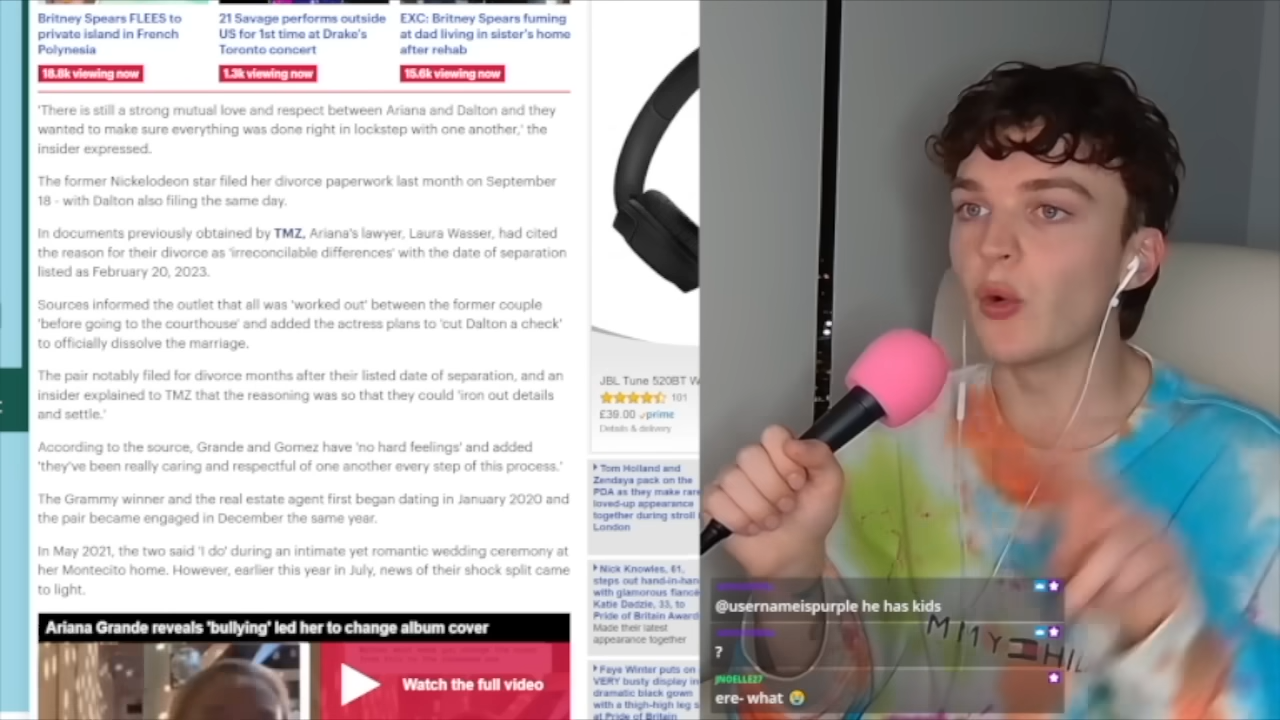 Britney Spears FLEES to
private island in French
Polynesia
18.8k viewing now
21 Savage performs outside
US for 1st time at Drake's
Toronto concert
1.3k viewing now
EXC: Britney Spears fuming
at dad living in sister's home
after rehab
15.6k viewing now
'There is still a strong mutual love and respect between Ariana and Dalton and they
wanted to make sure everything was done right in lockstep with one another,' the
insider expressed.
The former Nickelodeon star filed her divorce paperwork last month on September
18 - with Dalton also filing the same day.
In documents previously obtained by TMZ, Ariana's lawyer, Laura Wasser, had cited
the reason for their divorce as 'irreconcilable differences' with the date of separation
listed as February 20, 2023.
Sources informed the outlet that all was 'worked out' between the former couple
'before going to the courthouse' and added the actress plans to 'cut Dalton a check'
to officially dissolve the marriage.
The pair notably filed for divorce months after their listed date of separation, and an
insider explained to TMZ that the reasoning was so that they could 'iron out details
and settle.'
According to the source, Grande and Gomez have 'no hard feelings' and added
'they've been really caring and respectful of one another every step of this process.'
The Grammy winner and the real estate agent first began dating in January 2020 and
the pair became engaged in December the same year.
In May 2021, the two said 'I do' during an intimate yet romantic wedding ceremony at
her Montecito home. However, earlier this year in July, news of their shock split came
to light.
Ariana Grande reveals 'bullying' led her to change album cover
Watch the full video
JBL Tune 520BT W
101
£39.00 prime
Details & delivery
Tom Holland and
Zendaya pack on the
PDA as they make rare
loved-up appearance
together during stroll
London
Nick Knowles, 61,
steps out hand-in-han
with glamorous fiancé
Katie Dadzie, 33, to
Pride of Britain Award
Made their latest
appearance together
Faye Winter puts on
VERY busty display in
dramatic black gown
with a thigh-high leg s
at Pride of Britain
@usernameispurple he has kids
?
JNOELLE27
ere- what 😭